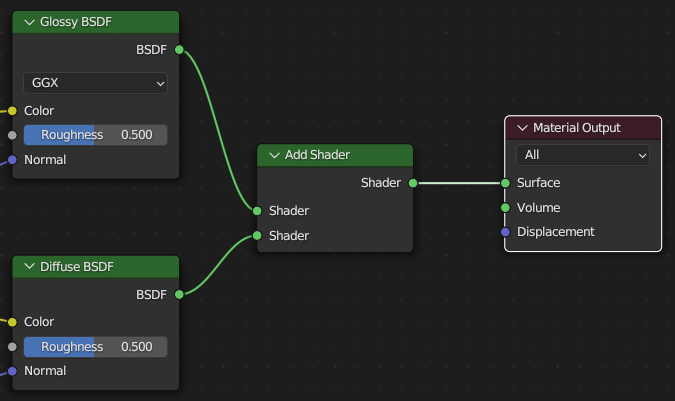 Glossy BSDF
BSDF
GGX
Color
Roughness 0.500
Normal
Add Shader
Shader
Shader
Shader
Material Output
All
Surface
Volume
Displacement
Diffuse BSDF
BSDF
Color
Roughness 0.500
Normal